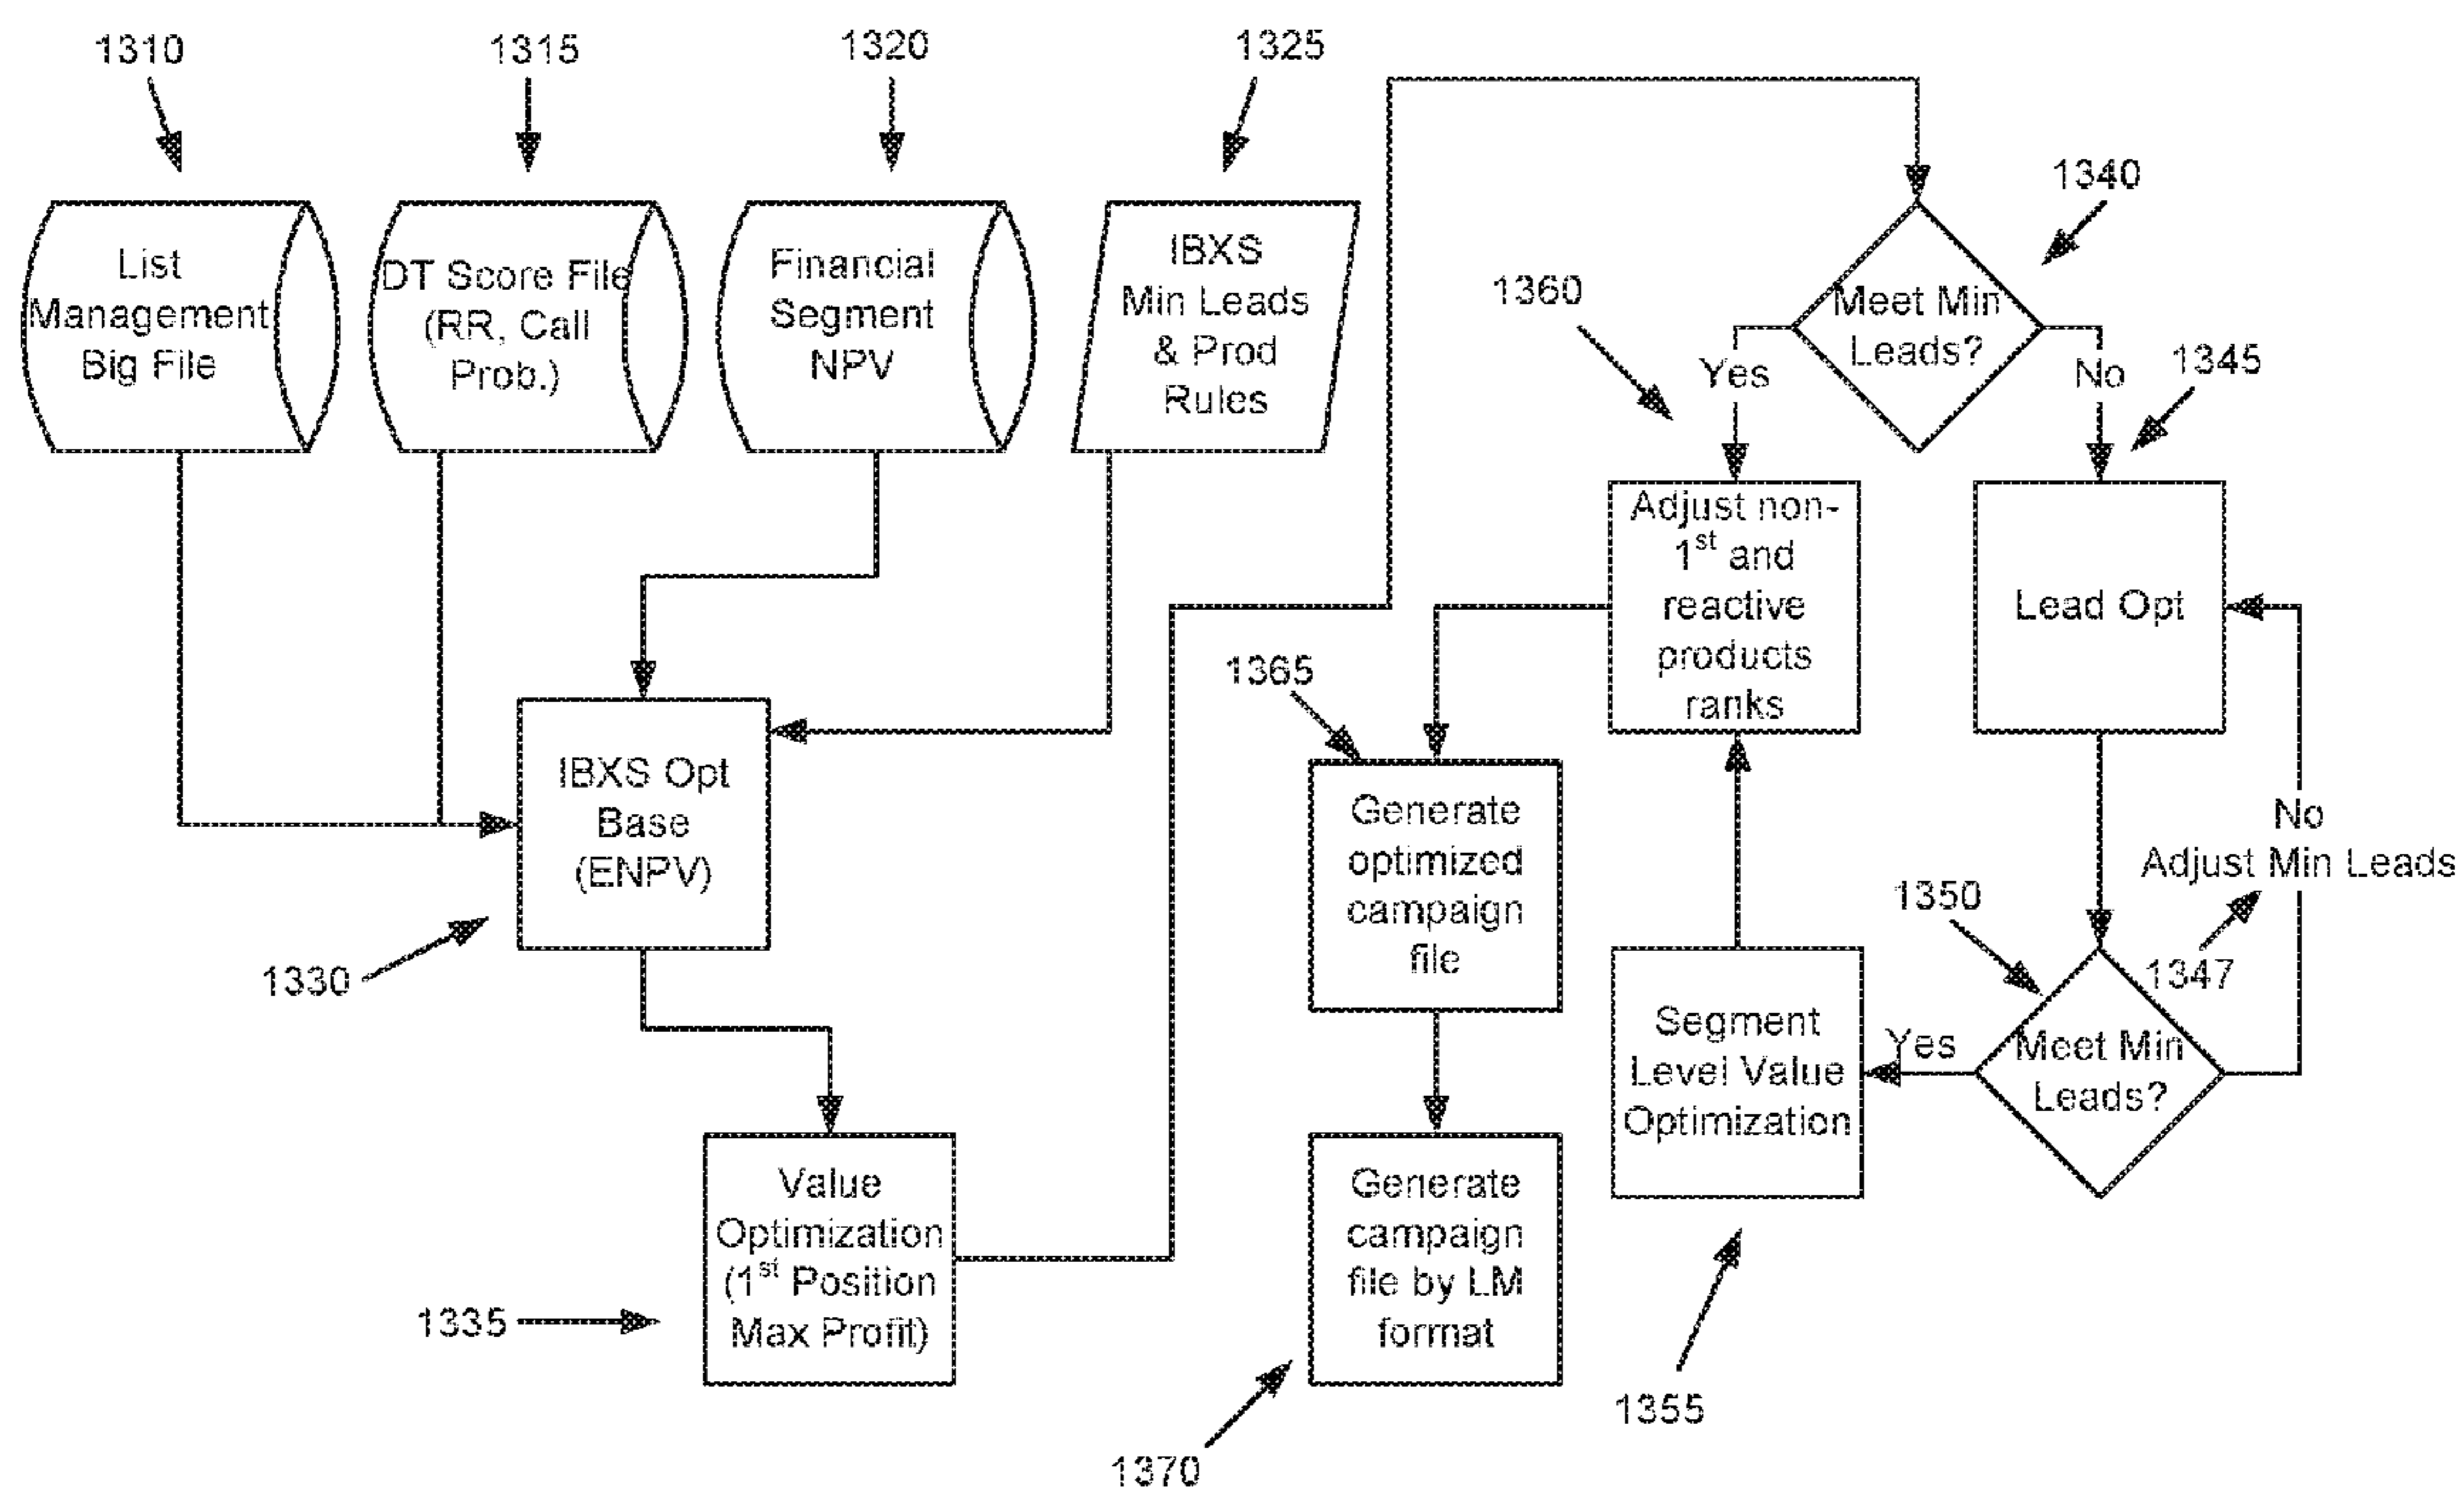 1310
1315
1320
1325
List
Management
Big File
DT Score File
(RR, Call
Prob.)
Financial
Segment
NPV
IBXS
Min Leads
& Prod
Rules
1340
Meet Min
Leads?
1360
Yes
No
1345
Adjust non-
1st and
reactive
products
ranks
Lead Opt
1365
IBXS Opt
Base
(ENPV)
1330
Generate
optimized
campaign
file
No
Adjust Min Leads
1350
1347
Segment
Level Value
Optimization
Yes
Meet Min
Leads?
Value
Optimization
(1st Position
Max Profit)
1335
Generate
campaign
file by LM
format
1355
1370